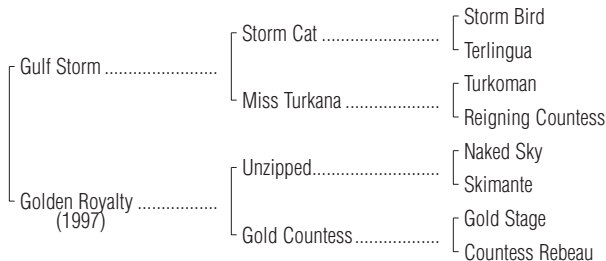 Storm Bird
Storm Cat ........................
Terlingua
Gulf Storm .......................
Turkoman
Miss Turkana ...................
Reigning Countess
Naked Sky
Unzipped.........................
Skimante
Golden Royalty ................
(1997)
Gold Stage
Gold Countess.................
Countess Rebeau